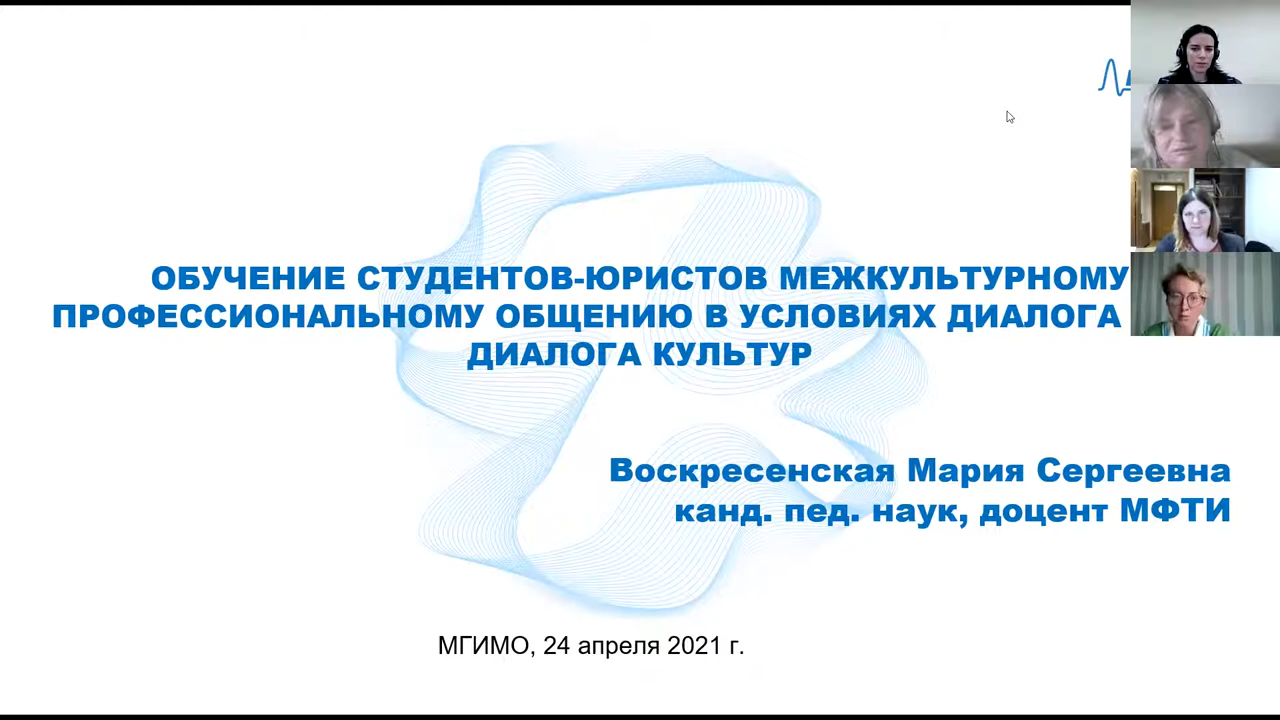 ОБУЧЕНИЕ СТУДЕНТОВ-ЮРИСТОВ МЕЖКУЛЬТУРНОМУ
ПРОФЕССИОНАЛЬНОМУ ОБЩЕНИЮ В УСЛОВИЯХ ДИАЛОГА
ДИАЛОГА КУЛЬТУР
Воскресенская Мария Сергеевна
канд. пед. наук, доцент МФТИ
МГИМО, 24 апреля 2021 г.